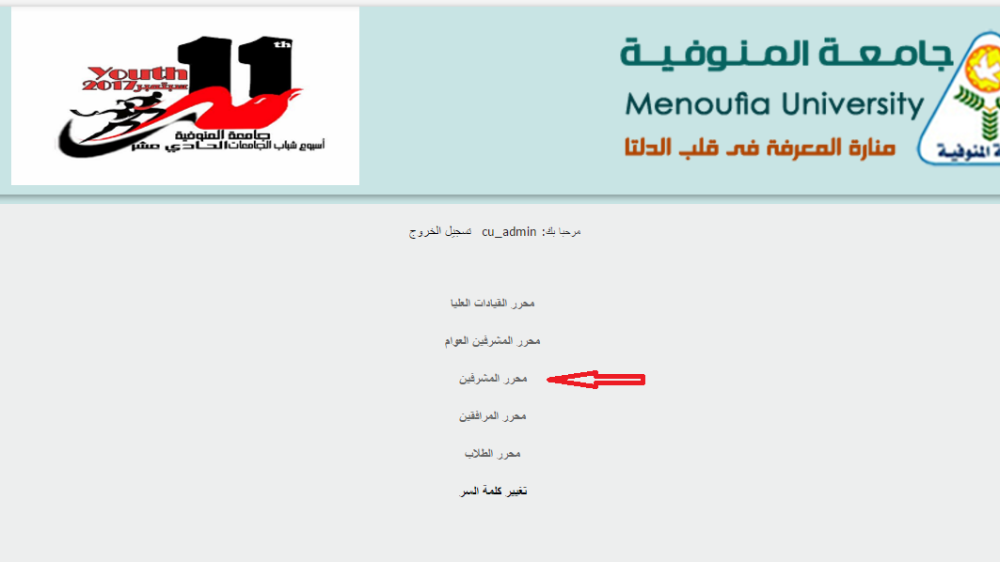 11th
Youth
سبتمبر 2017
جامعة المنوفية
أسبوع شباب الجامعات الحادي عشر
جامعة المنوفية
Menoufia University
منارة المعرفة فى قلب الدلتا
المنوفية
مرحبا بك: cu_admin تسجيل الخروج
محرر القيادات العليا
محرر المشرفين العوام
محرر المشرفين
محرر المرافقين
محرر الطلاب
تغيير كلمة السر